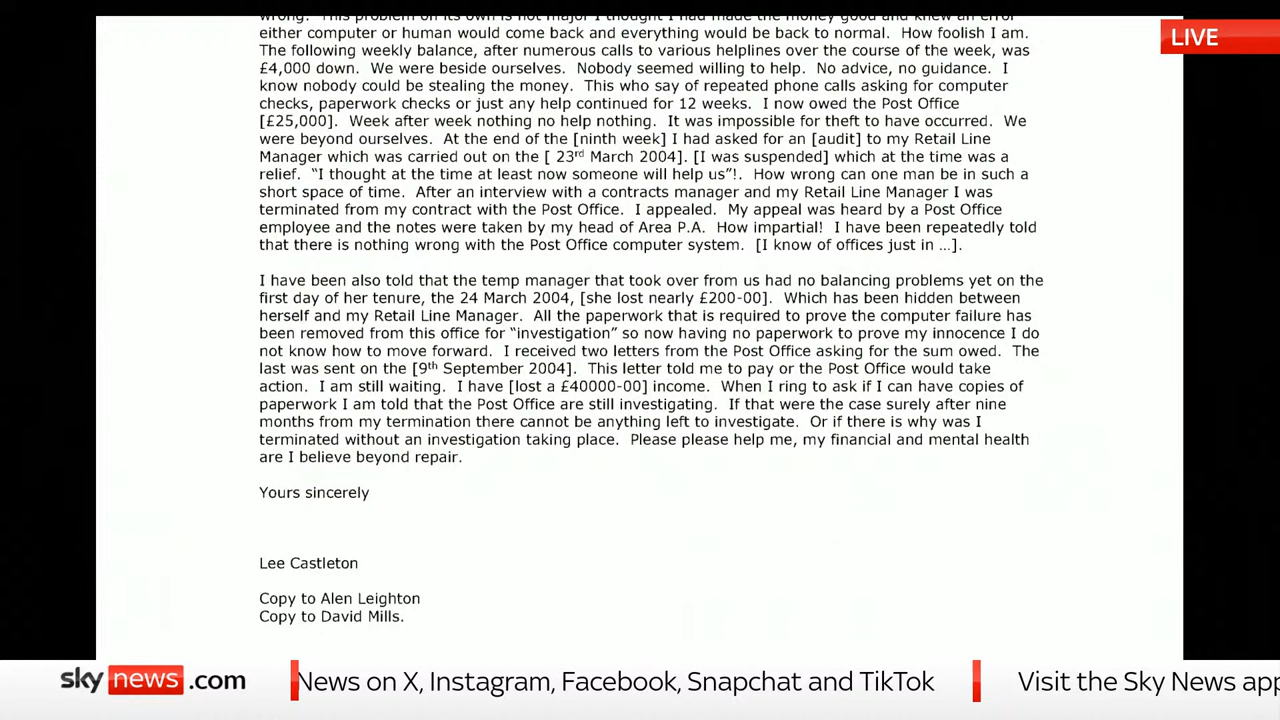 wrong. This problem on its own is not major I thought I had made the money good and knew an error
either computer or human would come back and everything would be back to normal. How foolish I am.
The following weekly balance, after numerous calls to various helplines over the course of the week, was
£4,000 down. We were beside ourselves. Nobody seemed willing to help. No advice, no guidance. I
know nobody could be stealing the money. This who say of repeated phone calls asking for computer
checks, paperwork checks or just any help continued for 12 weeks. I now owed the Post Office
[£25,000]. Week after week nothing no help nothing. It was impossible for theft to have occurred. We
were beyond ourselves. At the end of the [ninth week] I had asked for an [audit] to my Retail Line
Manager which was carried out on the [ 23rd March 2004]. [I was suspended] which at the time was a
relief. “I thought at the time at least now someone will help us”!. How wrong can one man be in such a
short space of time. After an interview with a contracts manager and my Retail Line Manager I was
terminated from my contract with the Post Office. I appealed. My appeal was heard by a Post Office
employee and the notes were taken by my head of Area P.A. How impartial! I have been repeatedly told
that there is nothing wrong with the Post Office computer system. [I know of offices just in ...].
I have been also told that the temp manager that took over from us had no balancing problems yet on the
first day of her tenure, the 24 March 2004, [she lost nearly £200-00]. Which has been hidden between
herself and my Retail Line Manager. All the paperwork that is required to prove the computer failure has
been removed from this office for “investigation” so now having no paperwork to prove my innocence I do
not know how to move forward. I received two letters from the Post Office asking for the sum owed. The
last was sent on the [9th September 2004]. This letter told me to pay or the Post Office would take
action. I am still waiting. I have [lost a £40000-00] income. When I ring to ask if I can have copies of
paperwork I am told that the Post Office are still investigating. If that were the case surely after nine
months from my termination there cannot be anything left to investigate. Or if there is why was I
terminated without an investigation taking place. Please please help me, my financial and mental health
are I believe beyond repair.
Yours sincerely
Lee Castleton
Copy to Alen Leighton
Copy to David Mills.
LIVE
sky news .com
News on X, Instagram, Facebook, Snapchat and TikTok
Visit the Sky News app